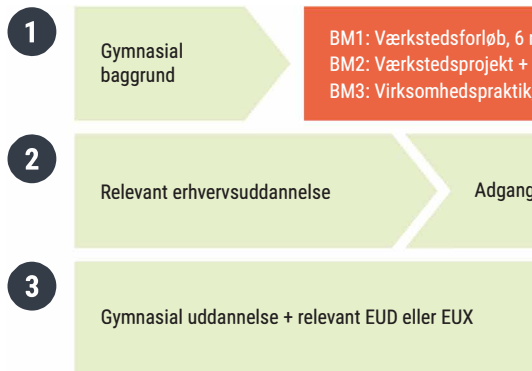 1
Gymnasial
baggrund
BM1: Værkstedsforløb, 6
BM2: Værkstedsprojekt +
BM3: Virksomhedspraktik
2
Relevant erhvervsuddannelse
Adgang
3
Gymnasial uddannelse + relevant EUD eller EUX